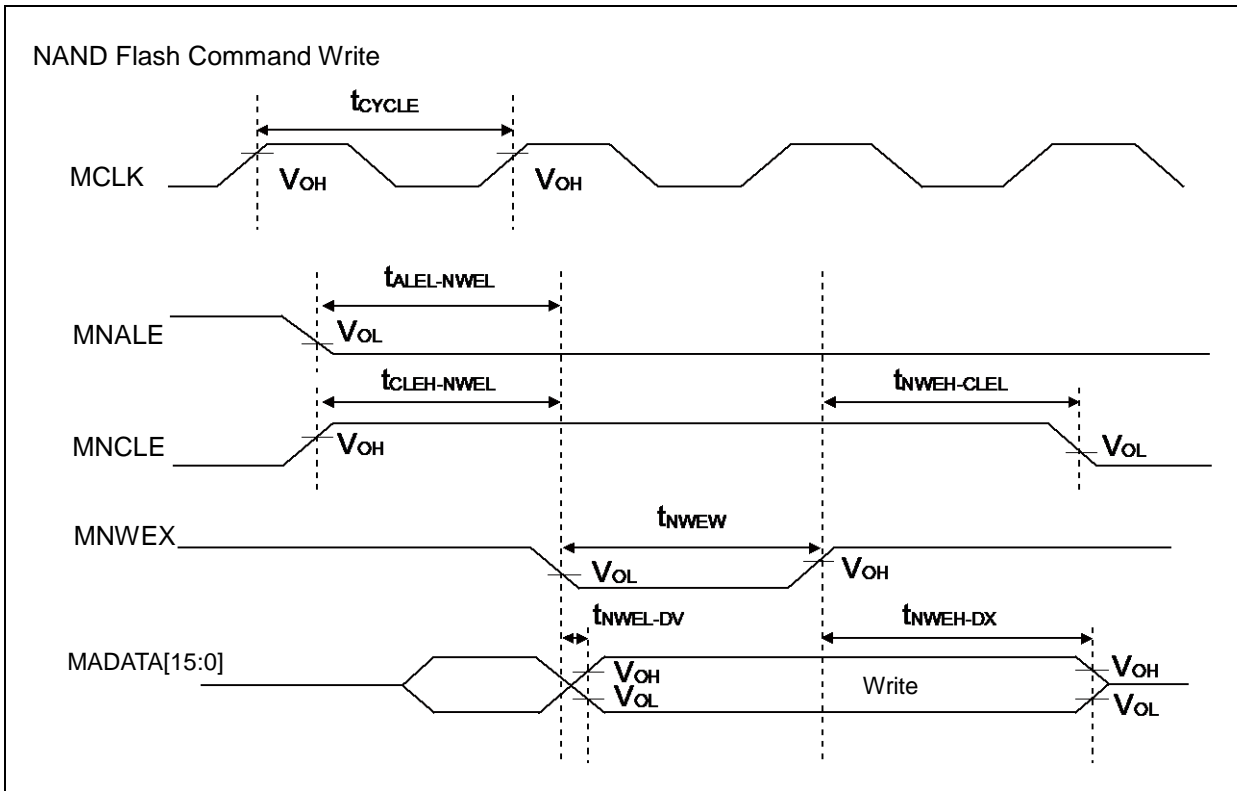 NAND Flash Command Write
tCYCLE
MCLK
VOH
VOH
tALEL-NWEL
MNALE
VOL
tCLEH-NWEL
tNWEH-CLEL
MNCLE
VOH
VOL
MNWEX
tNWEW
VOL
VOH
tNWEL-DV
tNWEH-DX
MADATA[15:0]
VOH
VOL
Write
VOH
VOL